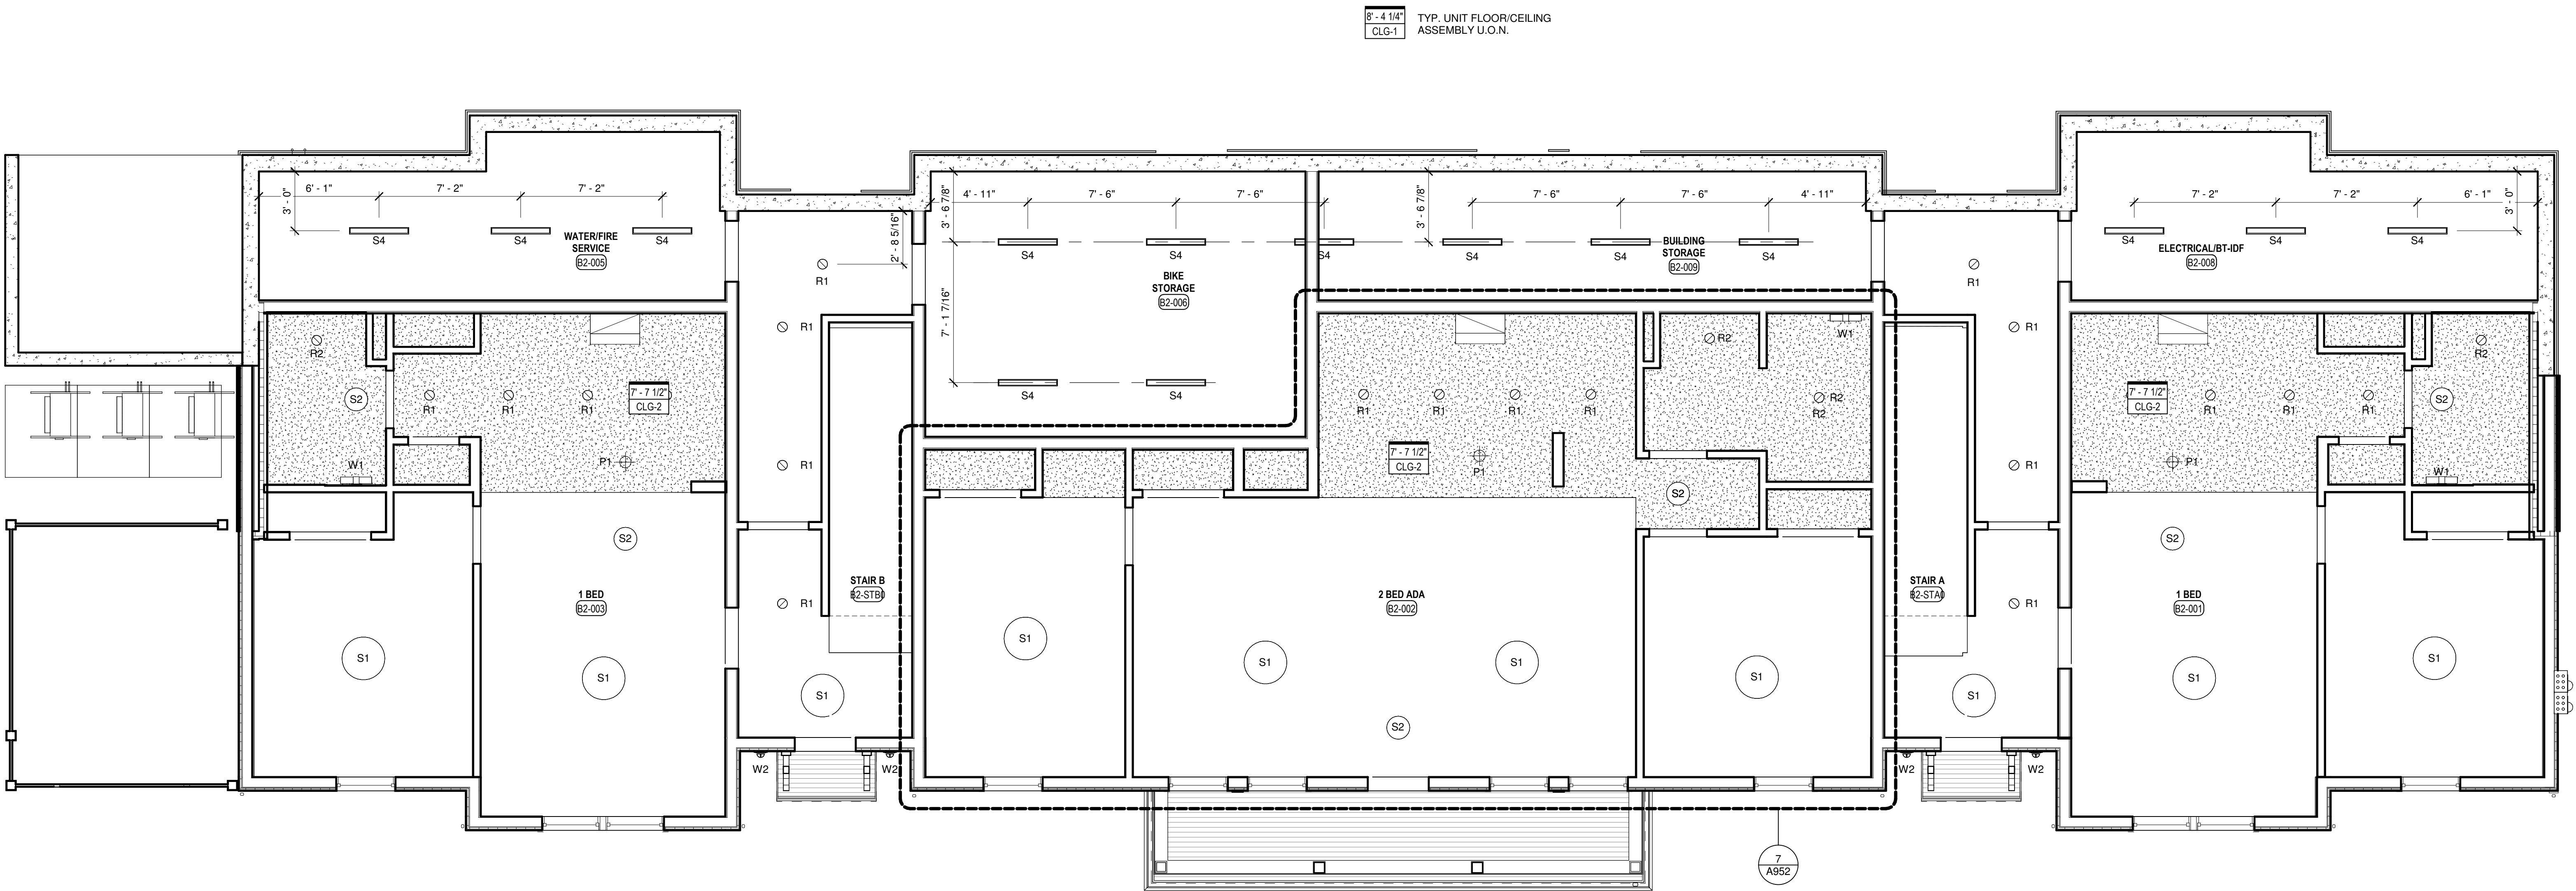 8' - 4 1/4"
CLG-1
TYP. UNIT FLOOR/CEILING
ASSEMBLY U.O.N.
3' - 0"
6' - 1"
7' - 2"
7' - 2"
S4
S4
S4
WATER/FIRE
SERVICE
B2-005
2' - 8 5/16"
R1
3' - 6 7/8"
4' - 11"
7' - 6"
7' - 6"
S4
S4
S4
7' - 1 7/16"
BIKE
STORAGE
B2-006
S4
S4
3' - 6 7/8"
7' - 6"
7' - 6"
4' - 11"
S4
S4
S4
BUILDING
STORAGE
B2-009
R1
7' - 2"
7' - 2"
6' - 1"
3' - 0"
S4
S4
S4
ELECTRICAL/BT-IDF
B2-008
R2
S2
W1
R1
R1
R1
7' - 7 1/2"
CLG-2
P1
S2
1 BED
B2-003
S1
S1
R1
R1
R1
STAIR B
B2-STB0
S1
W2
W2
R1
R1
R1
R1
7' - 7 1/2"
CLG-2
P1
R2
W1
R2
R2
S2
2 BED ADA
B2-002
S1
S1
S1
S1
S2
R1
R1
R1
STAIR A
B2-STA0
S1
W2
W2
7' - 7 1/2"
CLG-2
R1
R1
R1
R2
S2
P1
W1
S2
1 BED
B2-001
S1
S1
7
A952